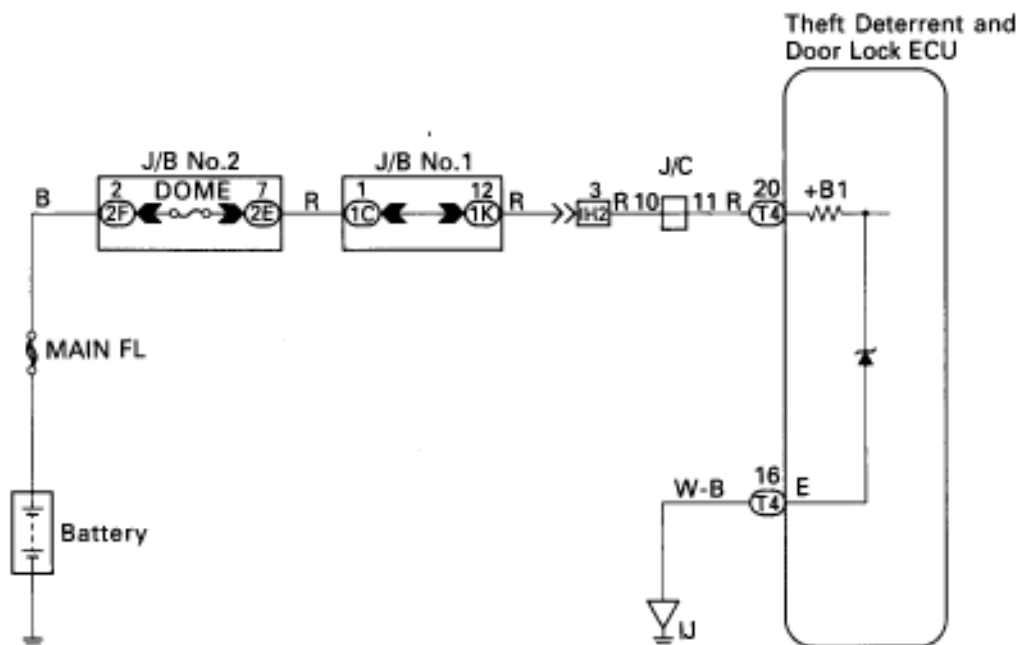 Theft Deterrent and
Door Lock ECU
J/B No.2
J/B No.1
J/C
2 DOME 7
1 12
3
20
+B1
B
2F
2E
R
1C
1K
R
IH2
R 10
11 R
T4
MAIN FL
16
W-B
T4
E
Battery
IJ